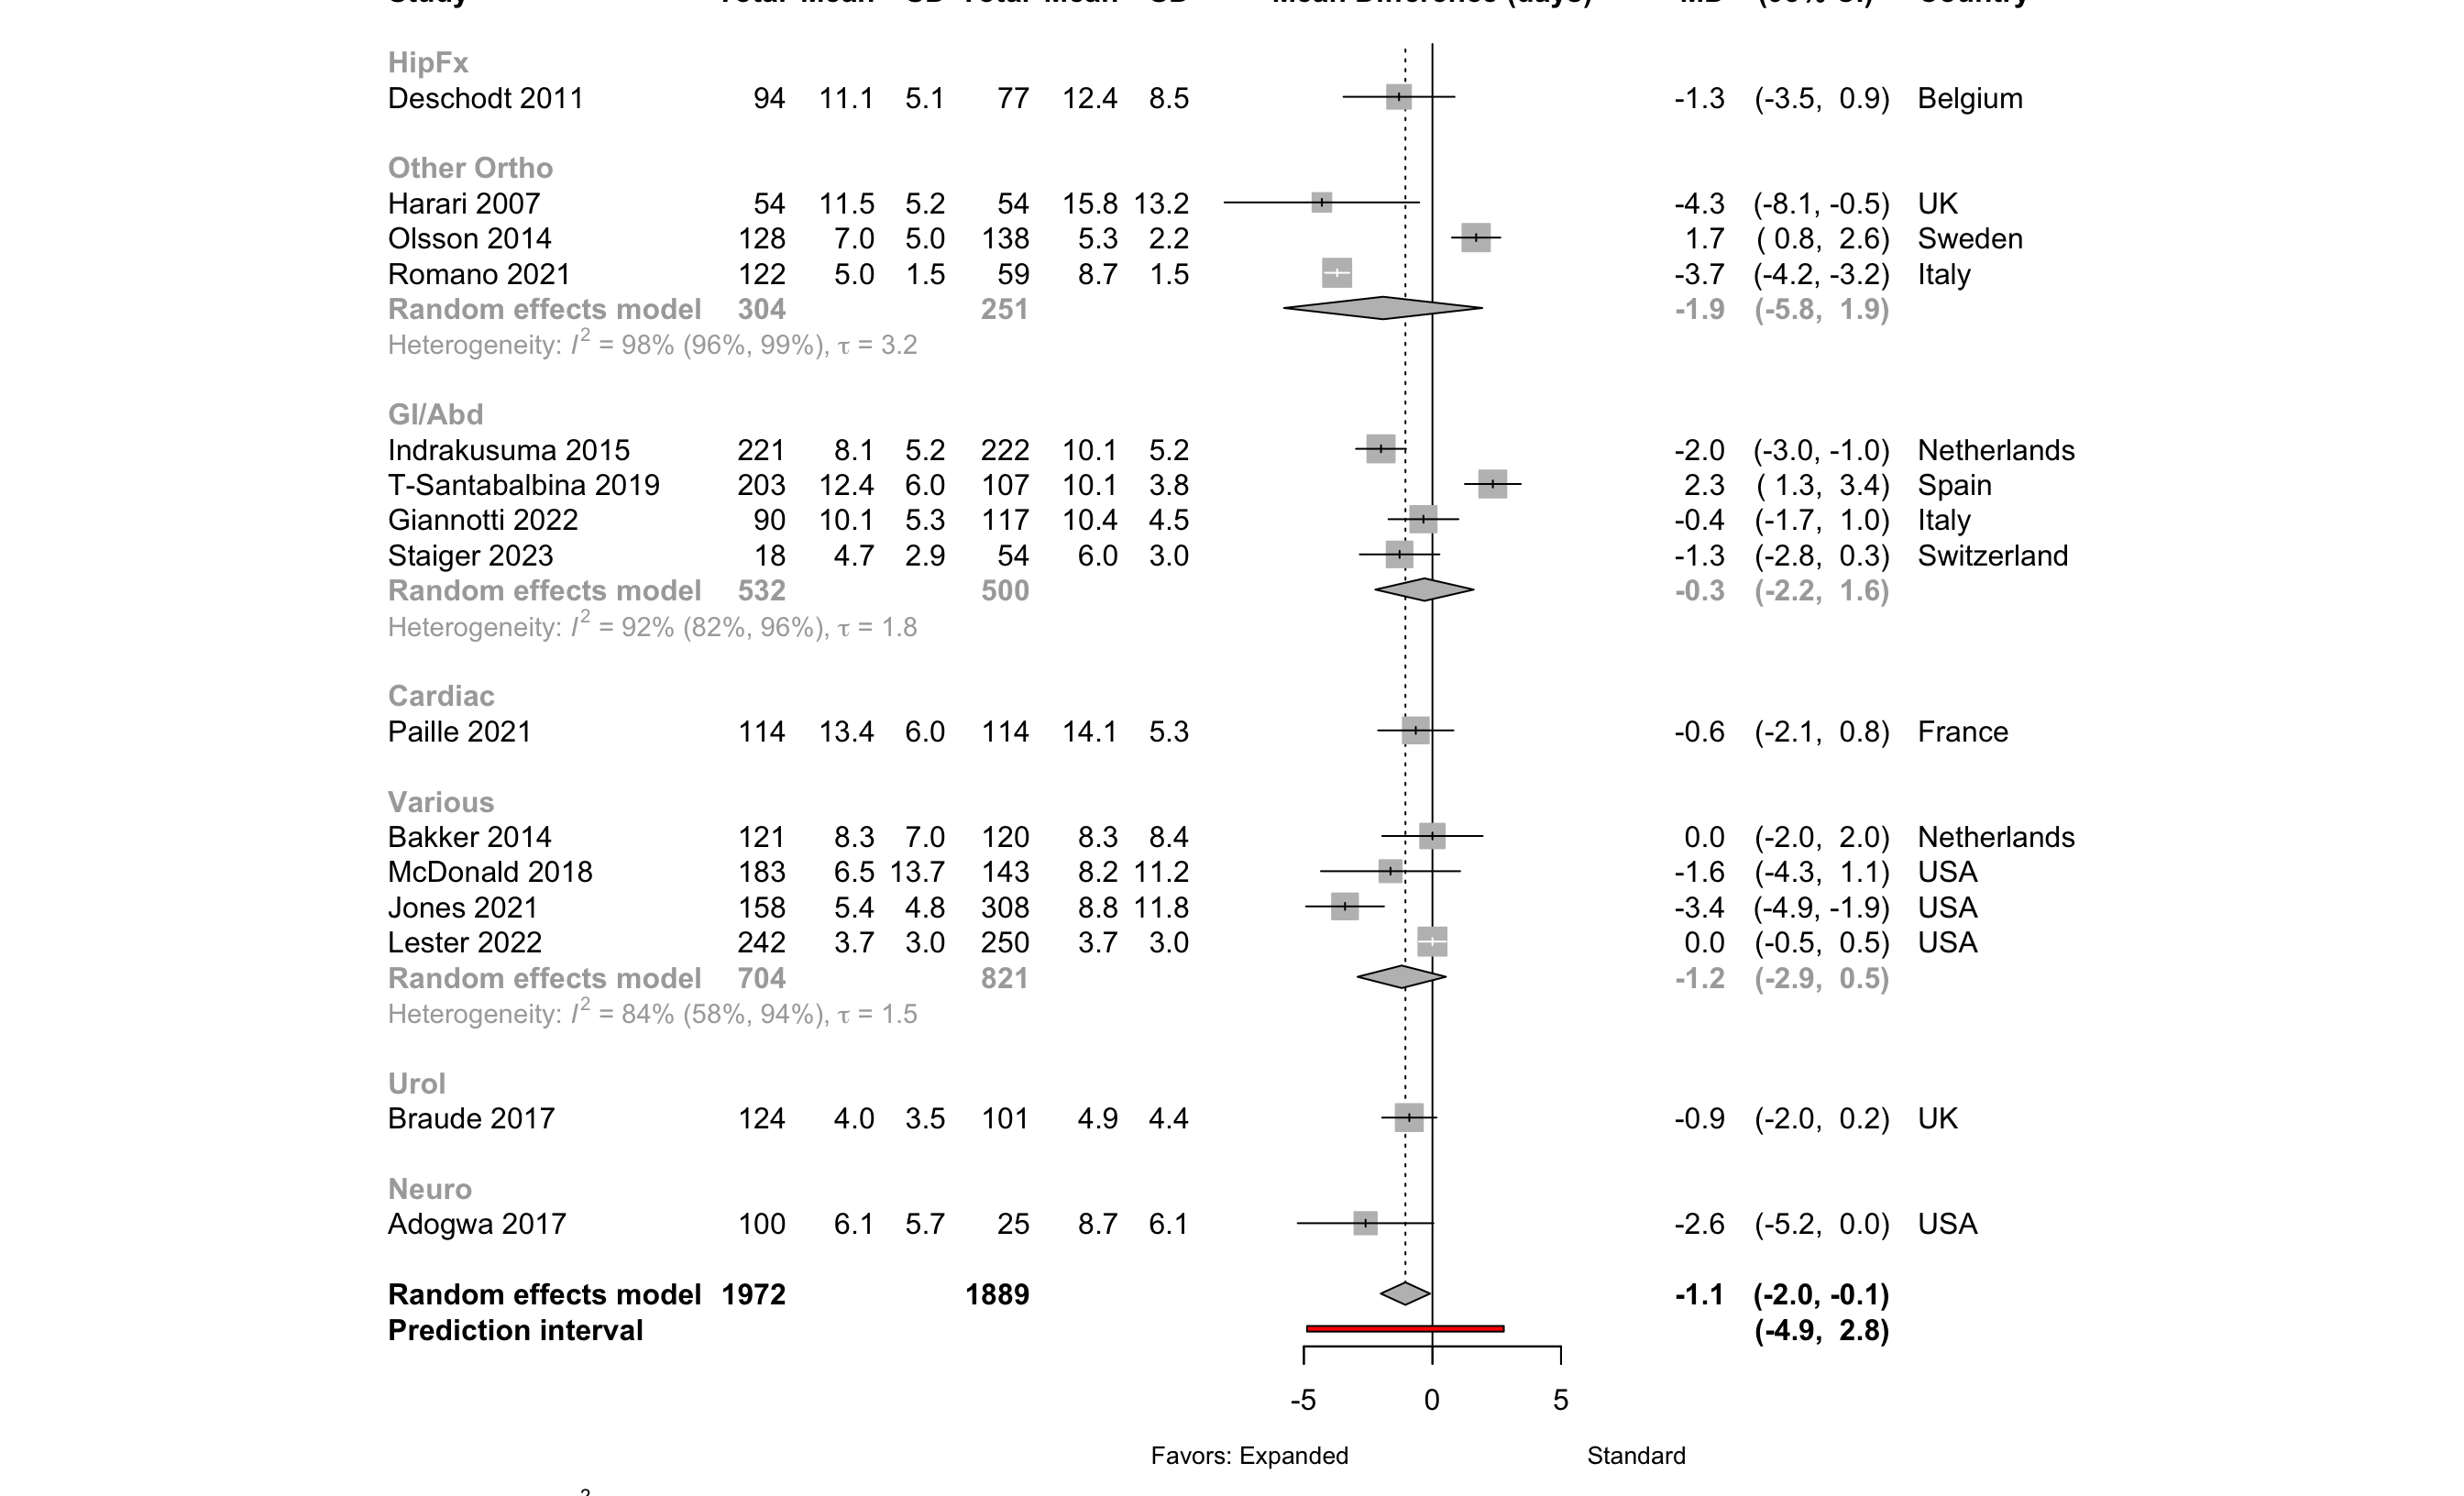 Study Total Mean SD Total Mean SD Mean Difference (days) MD (95% CI) Country
HipFx
Deschodt 2011 94 11.1 5.1 77 12.4 8.5 -1.3 (-3.5, 0.9) Belgium
Other Ortho
Harari 2007 54 11.5 5.2 54 15.8 13.2 -4.3 (-8.1, -0.5) UK
Olsson 2014 128 7.0 5.0 138 5.3 2.2 1.7 ( 0.8, 2.6) Sweden
Romano 2021 122 5.0 1.5 59 8.7 1.5 -3.7 (-4.2, -3.2) Italy
Random effects model 304 251 -1.9 (-5.8, 1.9)
Heterogeneity: I² = 98% (96%, 99%), τ = 3.2
GI/Abd
Indrakusuma 2015 221 8.1 5.2 222 10.1 5.2 -2.0 (-3.0, -1.0) Netherlands
T-Santabalbina 2019 203 12.4 6.0 107 10.1 3.8 2.3 ( 1.3, 3.4) Spain
Giannotti 2022 90 10.1 5.3 117 10.4 4.5 -0.4 (-1.7, 1.0) Italy
Staiger 2023 18 4.7 2.9 54 6.0 3.0 -1.3 (-2.8, 0.3) Switzerland
Random effects model 532 500 -0.3 (-2.2, 1.6)
Heterogeneity: I² = 92% (82%, 96%), τ = 1.8
Cardiac
Paille 2021 114 13.4 6.0 114 14.1 5.3 -0.6 (-2.1, 0.8) France
Various
Bakker 2014 121 8.3 7.0 120 8.3 8.4 0.0 (-2.0, 2.0) Netherlands
McDonald 2018 183 6.5 13.7 143 8.2 11.2 -1.6 (-4.3, 1.1) USA
Jones 2021 158 5.4 4.8 308 8.8 11.8 -3.4 (-4.9, -1.9) USA
Lester 2022 242 3.7 3.0 250 3.7 3.0 0.0 (-0.5, 0.5) USA
Random effects model 704 821 -1.2 (-2.9, 0.5)
Heterogeneity: I² = 84% (58%, 94%), τ = 1.5
Urol
Braude 2017 124 4.0 3.5 101 4.9 4.4 -0.9 (-2.0, 0.2) UK
Neuro
Adogwa 2017 100 6.1 5.7 25 8.7 6.1 -2.6 (-5.2, 0.0) USA
Random effects model 1972 1889 -1.1 (-2.0, -0.1)
Prediction interval (-4.9, 2.8)
-5 0 5
Favors: Expanded Standard